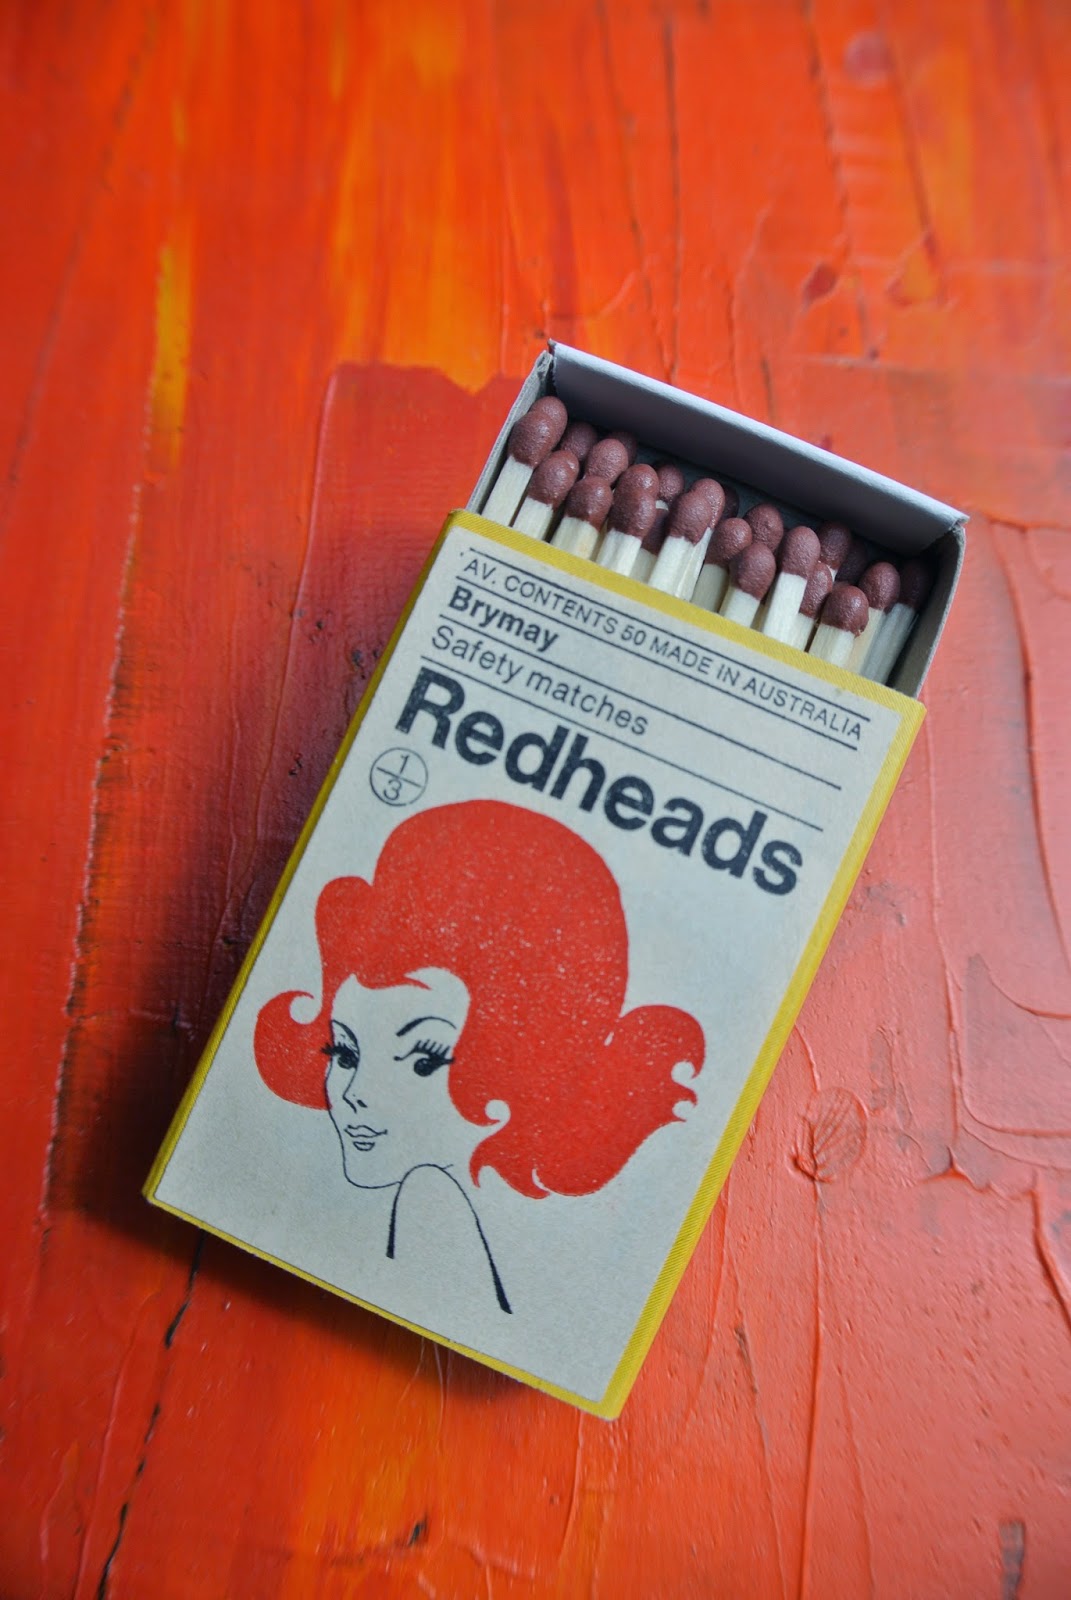 AV. CONTENTS 50 MADE IN AUSTRALIA
Brymay
Safety matches
Redheads
1
3